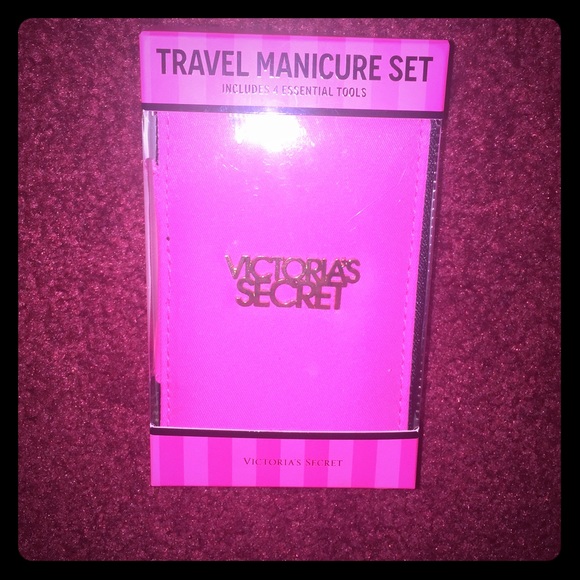 TRAVEL MANICURE SET
INCLUDES 4 ESSENTIAL TOOLS
VICTORIA'S
SECRET
VICTORIA'S SECRET